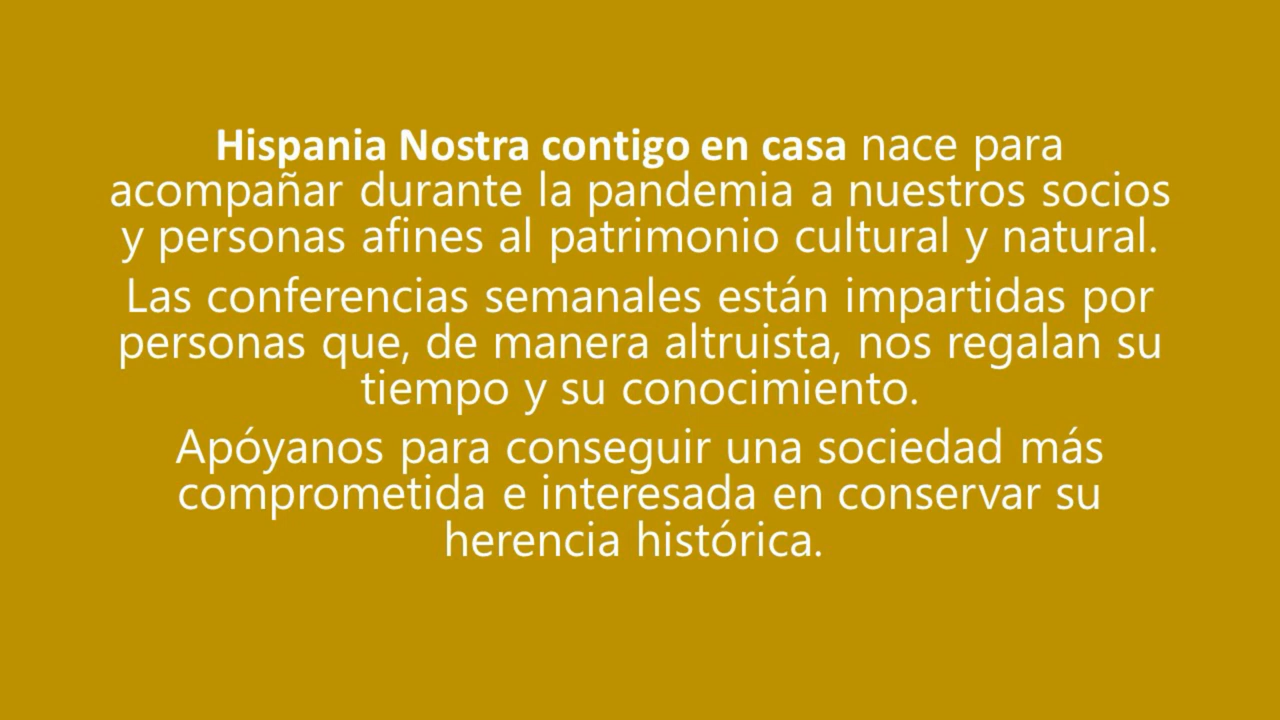 Hispania Nostra contigo en casa nace para
acompañar durante la pandemia a nuestros socios
y personas afines al patrimonio cultural y natural.
Las conferencias semanales están impartidas por
personas que, de manera altruista, nos regalan su
tiempo y su conocimiento.
Apóyanos para conseguir una sociedad más
comprometida e interesada en conservar su
herencia histórica.